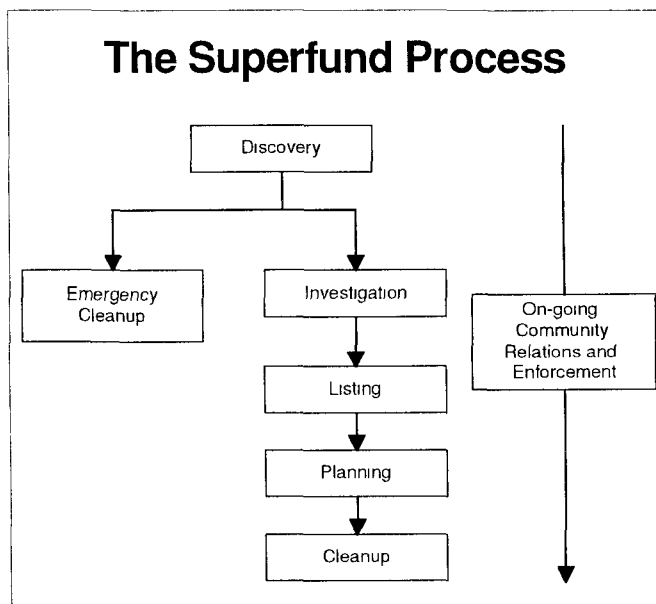 The Superfund Process
Discovery
Emergency
Cleanup
Investigation
On-going
Community
Relations and
Enforcement
Listing
Planning
Cleanup